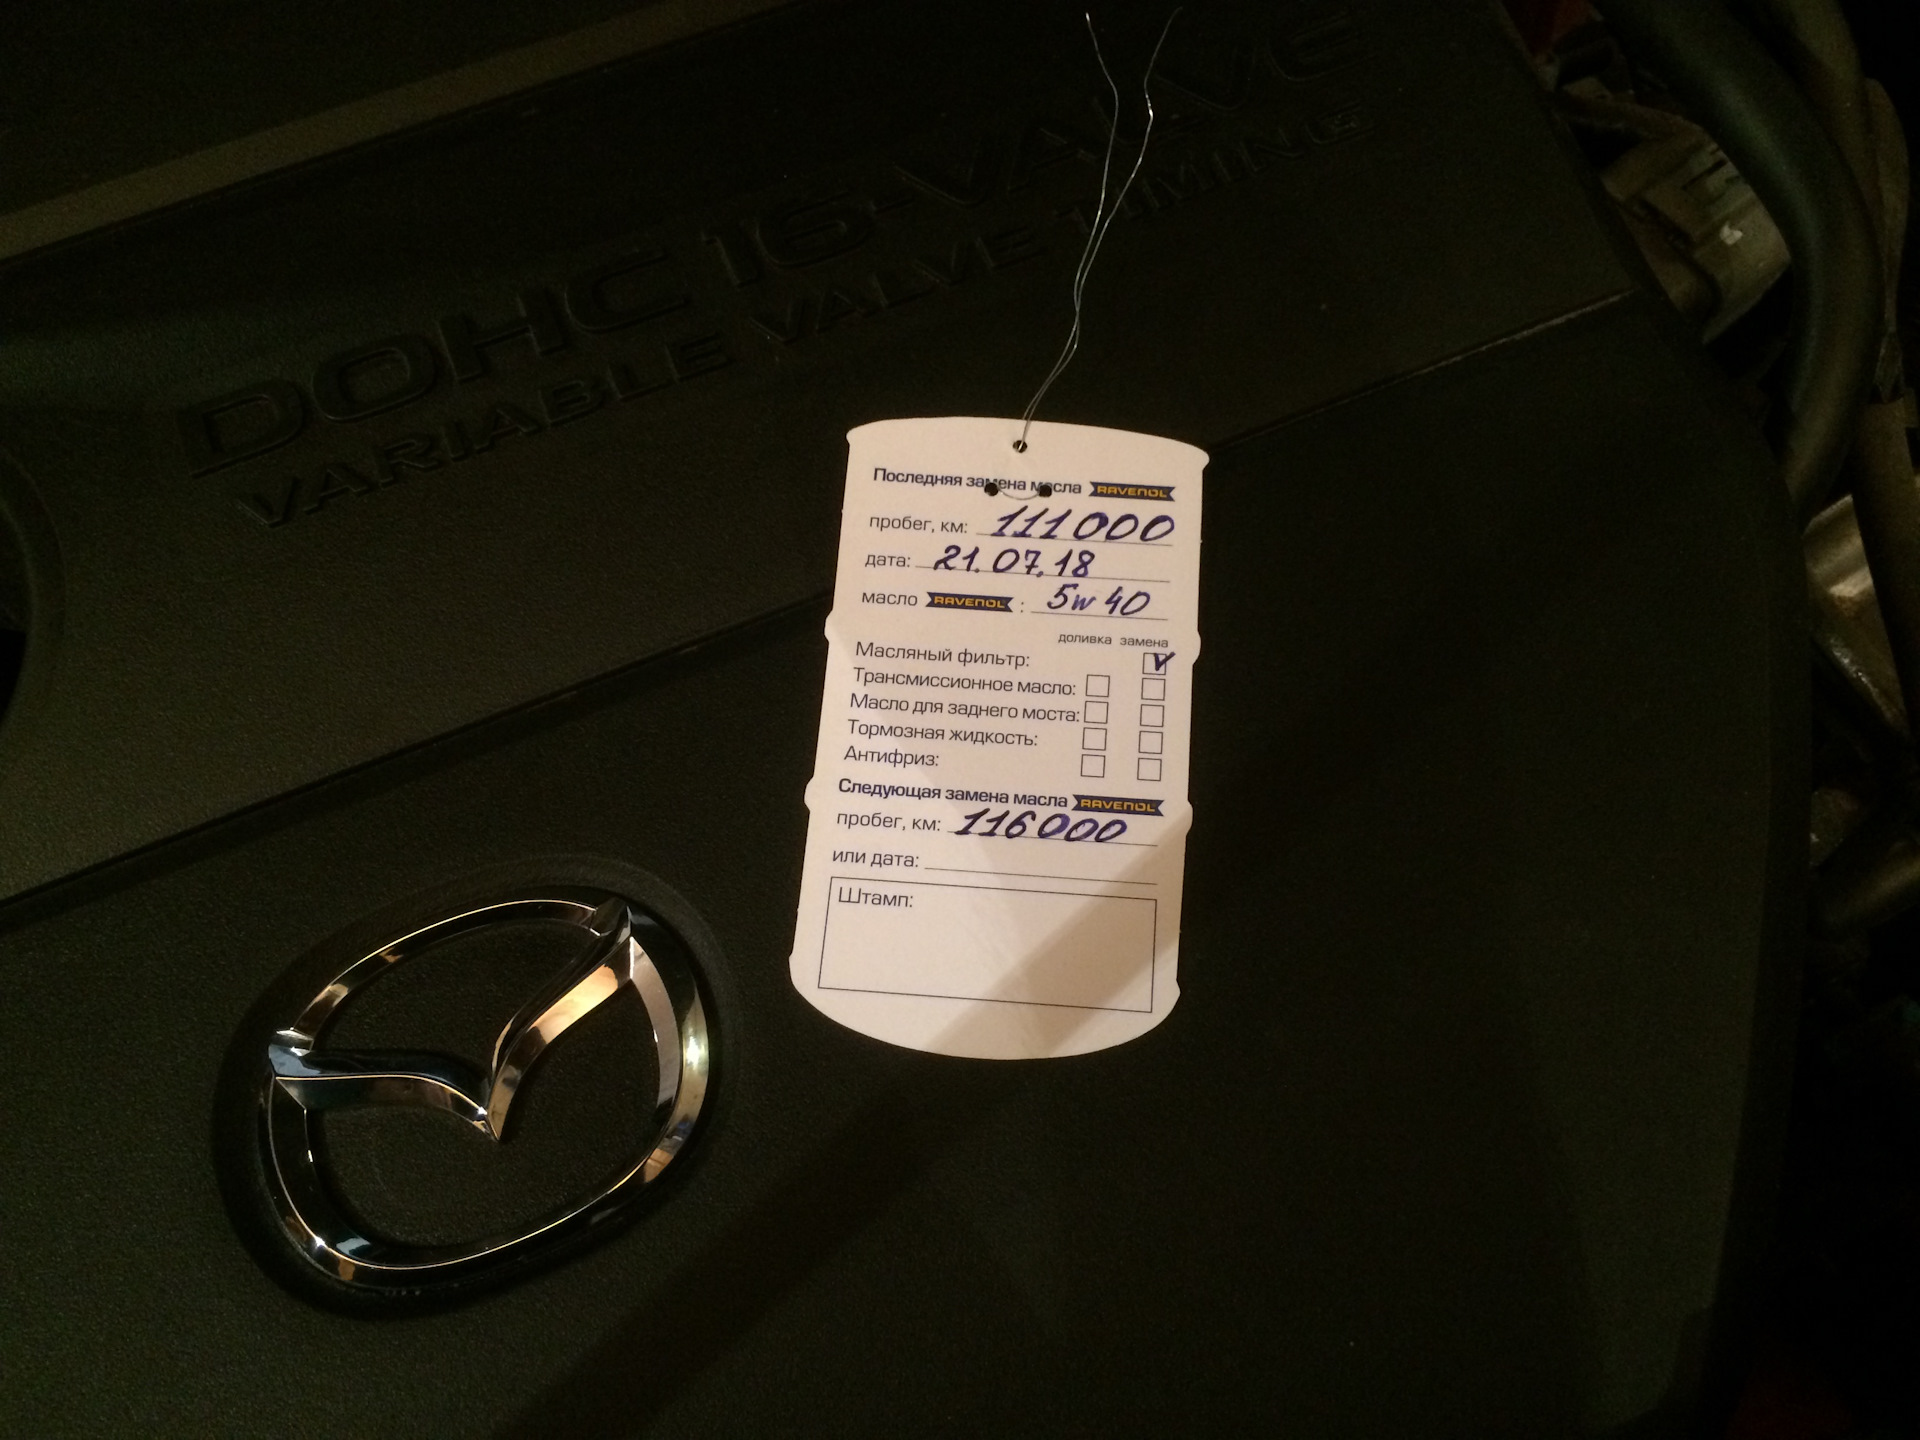 DOHC 16-VALVE
VARIABLE VALVE TIMING
Последняя замена масла RAVENOL
пробег, км: 111000
дата: 21.07.18
масло RAVENOL : 5w40
доливка замена
Масляный фильтр:
Трансмиссионное масло:
Масло для заднего моста:
Тормозная жидкость:
Антифриз:
Следующая замена масла RAVENOL
пробег, км: 116000
или дата:
Штамп: